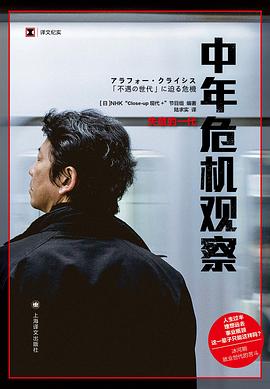 译文纪实
中年危机观察
アラフォー・クライシス
「不遇の世代」に迫る危機
[日]NHK“Close-up 现代+”节目组 编著
陆求实 译
失意的一代
人生过半
理想远去
事业瓶颈
这一辈子只能这样吗？
冰河期
就业世代的苦斗
上海译文出版社